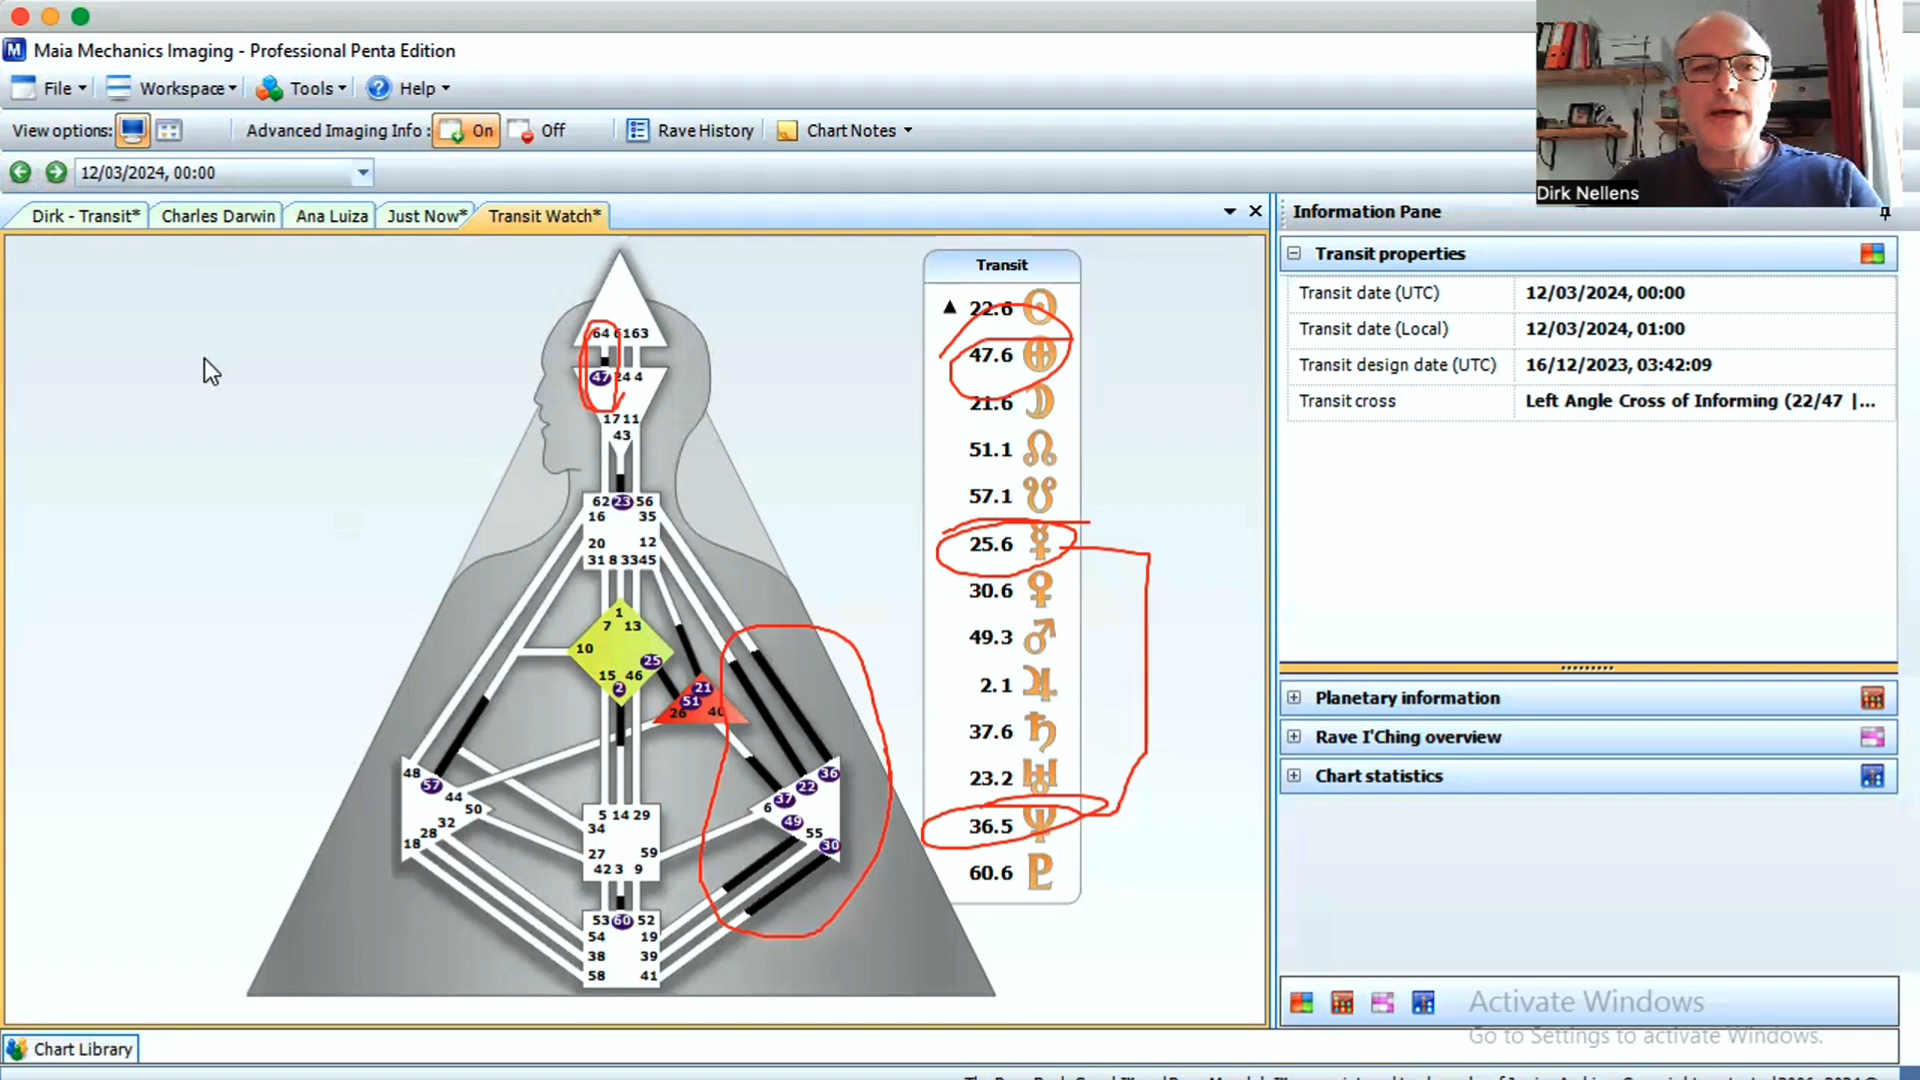 Maia Mechanics Imaging - Professional Penta Edition
File Workspace Tools Help
View options: Advanced Imaging Info : On Off Rave History Chart Notes
12/03/2024, 00:00
Dirk - Transit* Charles Darwin Ana Luiza Just Now* Transit Watch*
Dirk Nellens
Information Pane
Transit properties
Transit date (UTC) 12/03/2024, 00:00
Transit date (Local) 12/03/2024, 01:00
Transit design date (UTC) 16/12/2023, 03:42:09
Transit cross Left Angle Cross of Informing (22/47 |...
Planetary information
Rave I'Ching overview
Chart statistics
Transit
22.6
47.6
21.6
51.1
57.1
25.6
30.6
49.3
2.1
37.6
23.2
36.5
60.6
64 61 63
47 24 4
17 11
43
62 23 56
16 35
20 12
31 8 33 45
1
7 13
10
25
15 46
2
21
51
26 40
48
57
44
50
32
28
18
36
22
37
6
49
55
30
5 14 29
34
27 59
42 3 9
53 60 52
54 19
38 39
58 41
Activate Windows
Go to Settings to activate Windows.
Chart Library